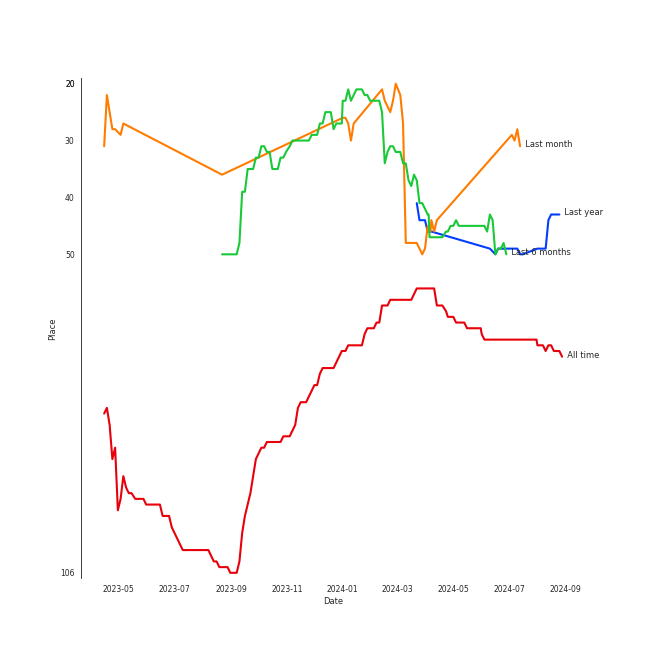 20
30
Last month
40
Last year
50
Last 6 months
Place
All time
106
2023-05
2023-07
2023-09
2023-11
2024-01
2024-03
2024-05
2024-07
2024-09
Date